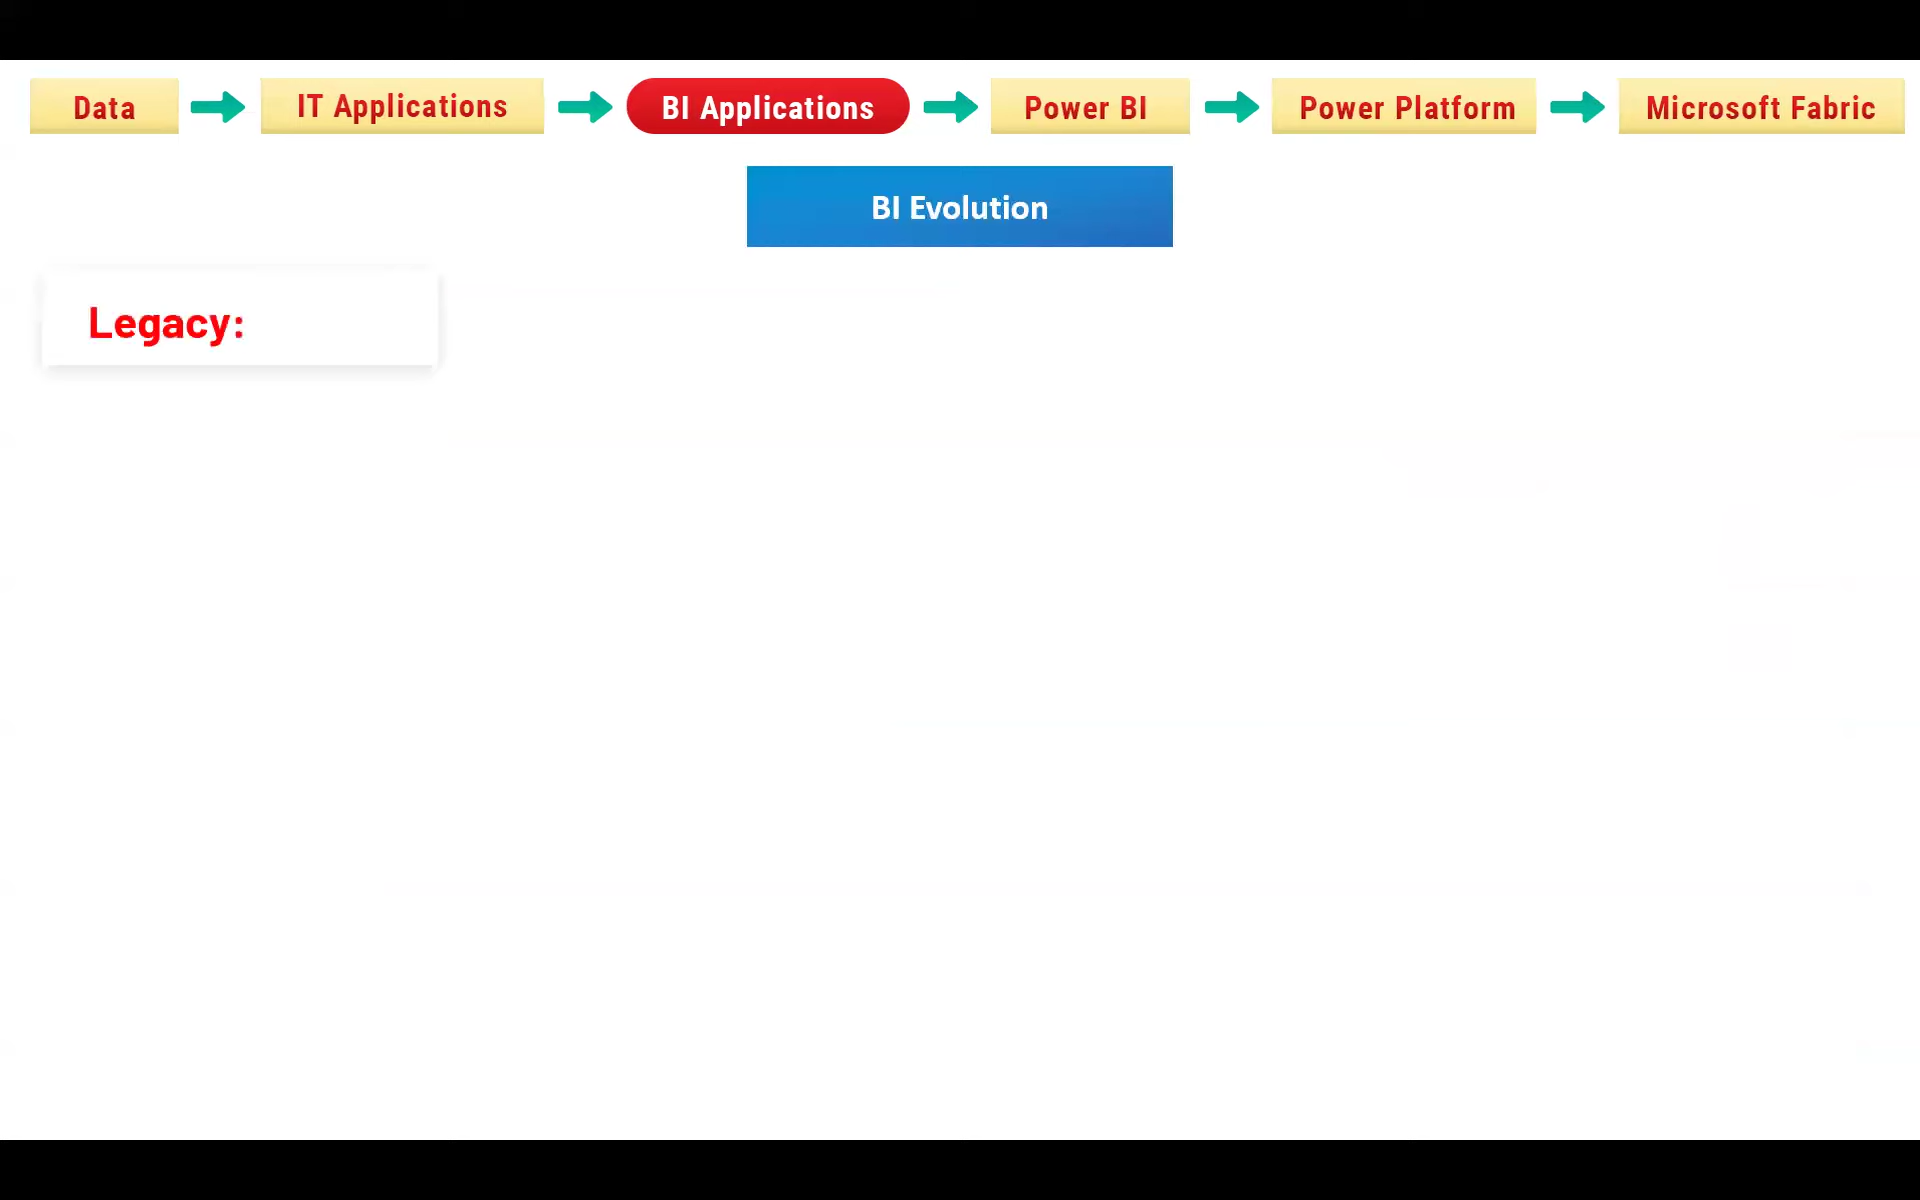 Data IT Applications BI Applications Power BI Power Platform Microsoft Fabric
BI Evolution
Legacy: